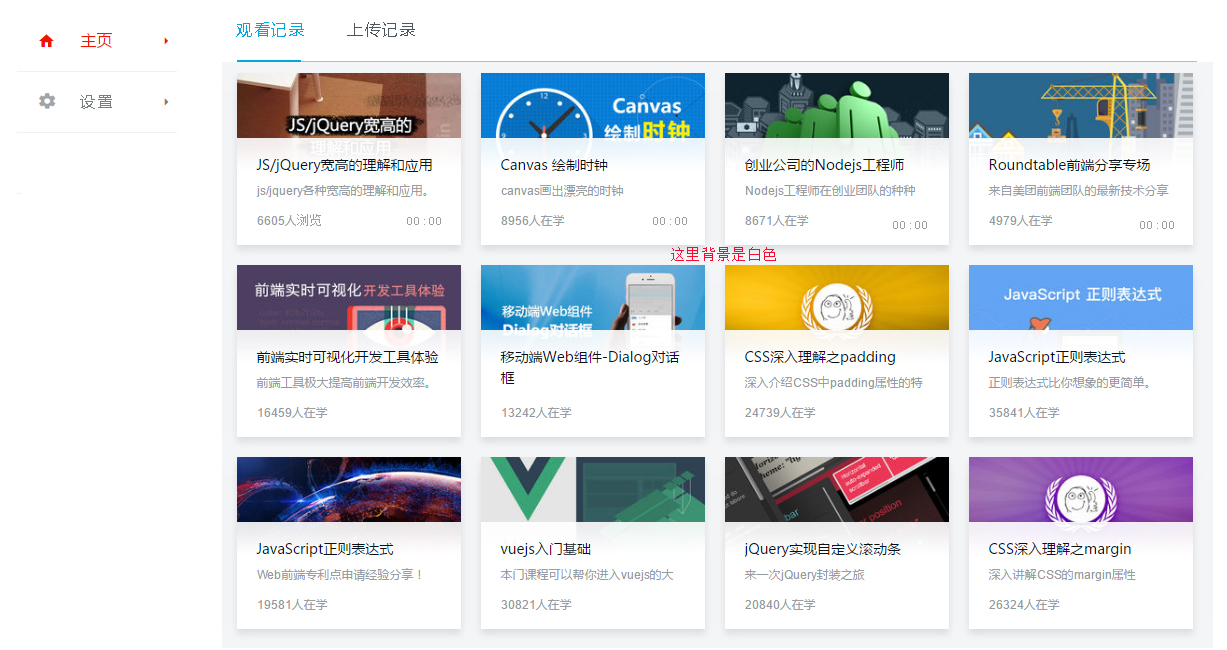 主页
设置
观看记录
上传记录
JS/jQuery宽高的
理解和应用
JS/jQuery宽高的理解和应用
js/jquery各种宽高的理解和应用。
6605人浏览
00 : 00
Canvas
绘制时钟
12
Canvas 绘制时钟
canvas画出漂亮的时钟
8956人在学
00 : 00
创业公司的Nodejs工程师
Nodejs工程师在创业团队的种种
8671人在学
00 : 00
Roundtable前端分享专场
来自美团前端团队的最新技术分享
4979人在学
00 : 00
这里背景是白色
前端实时可视化开发工具体验
前端实时可视化开发工具体验
前端工具极大提高前端开发效率。
16459人在学
移动端Web组件
Dialog对话框
移动端Web组件-Dialog对话
框
13242人在学
CSS深入理解之padding
深入介绍CSS中padding属性的特
24739人在学
JavaScript 正则表达式
JavaScript正则表达式
正则表达式比你想象的更简单。
35841人在学
JavaScript正则表达式
Web前端专利点申请经验分享！
19581人在学
vuejs入门基础
本门课程可以帮你进入vuejs的大
30821人在学
Horizontal
auto-expanded
scrollbar
bar
position
jQuery实现自定义滚动条
来一次jQuery封装之旅
20840人在学
CSS深入理解之margin
深入讲解CSS的margin属性
26324人在学